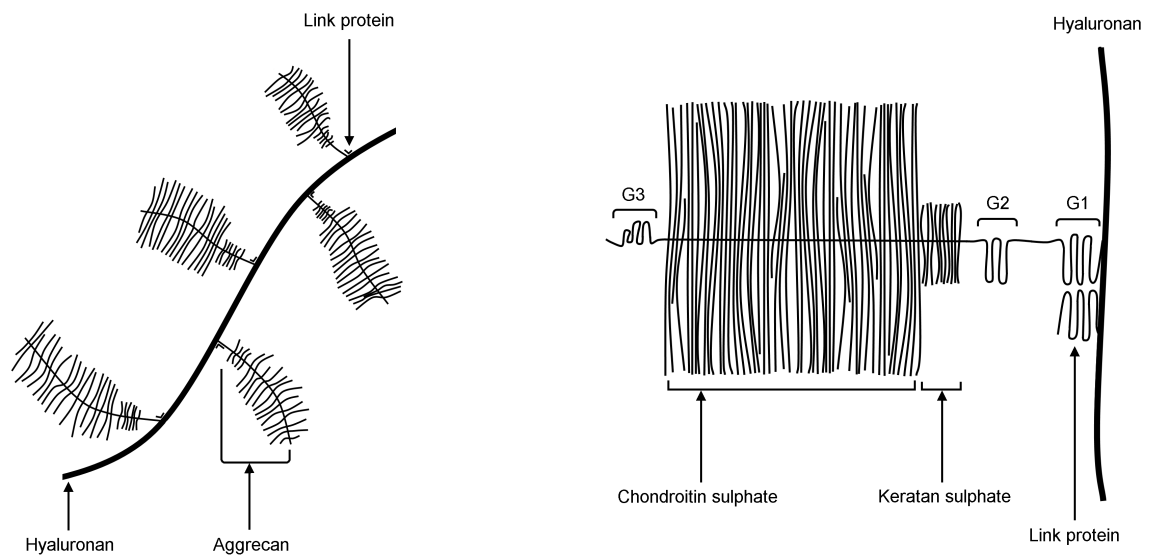 Link protein
Hyaluronan
Aggrecan
Hyaluronan
G3
G2
G1
Chondroitin sulphate
Keratan sulphate
Link protein